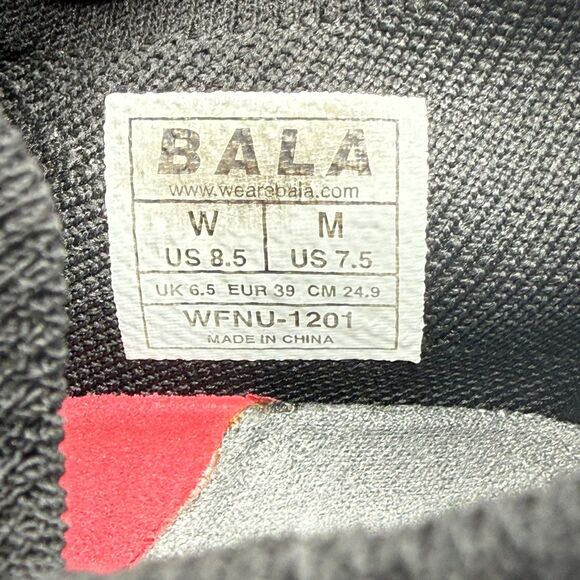 BALA
www.wearebala.com
W M
US 8.5 US 7.5
UK 6.5 EUR 39 CM 24.9
WFNU-1201
MADE IN CHINA